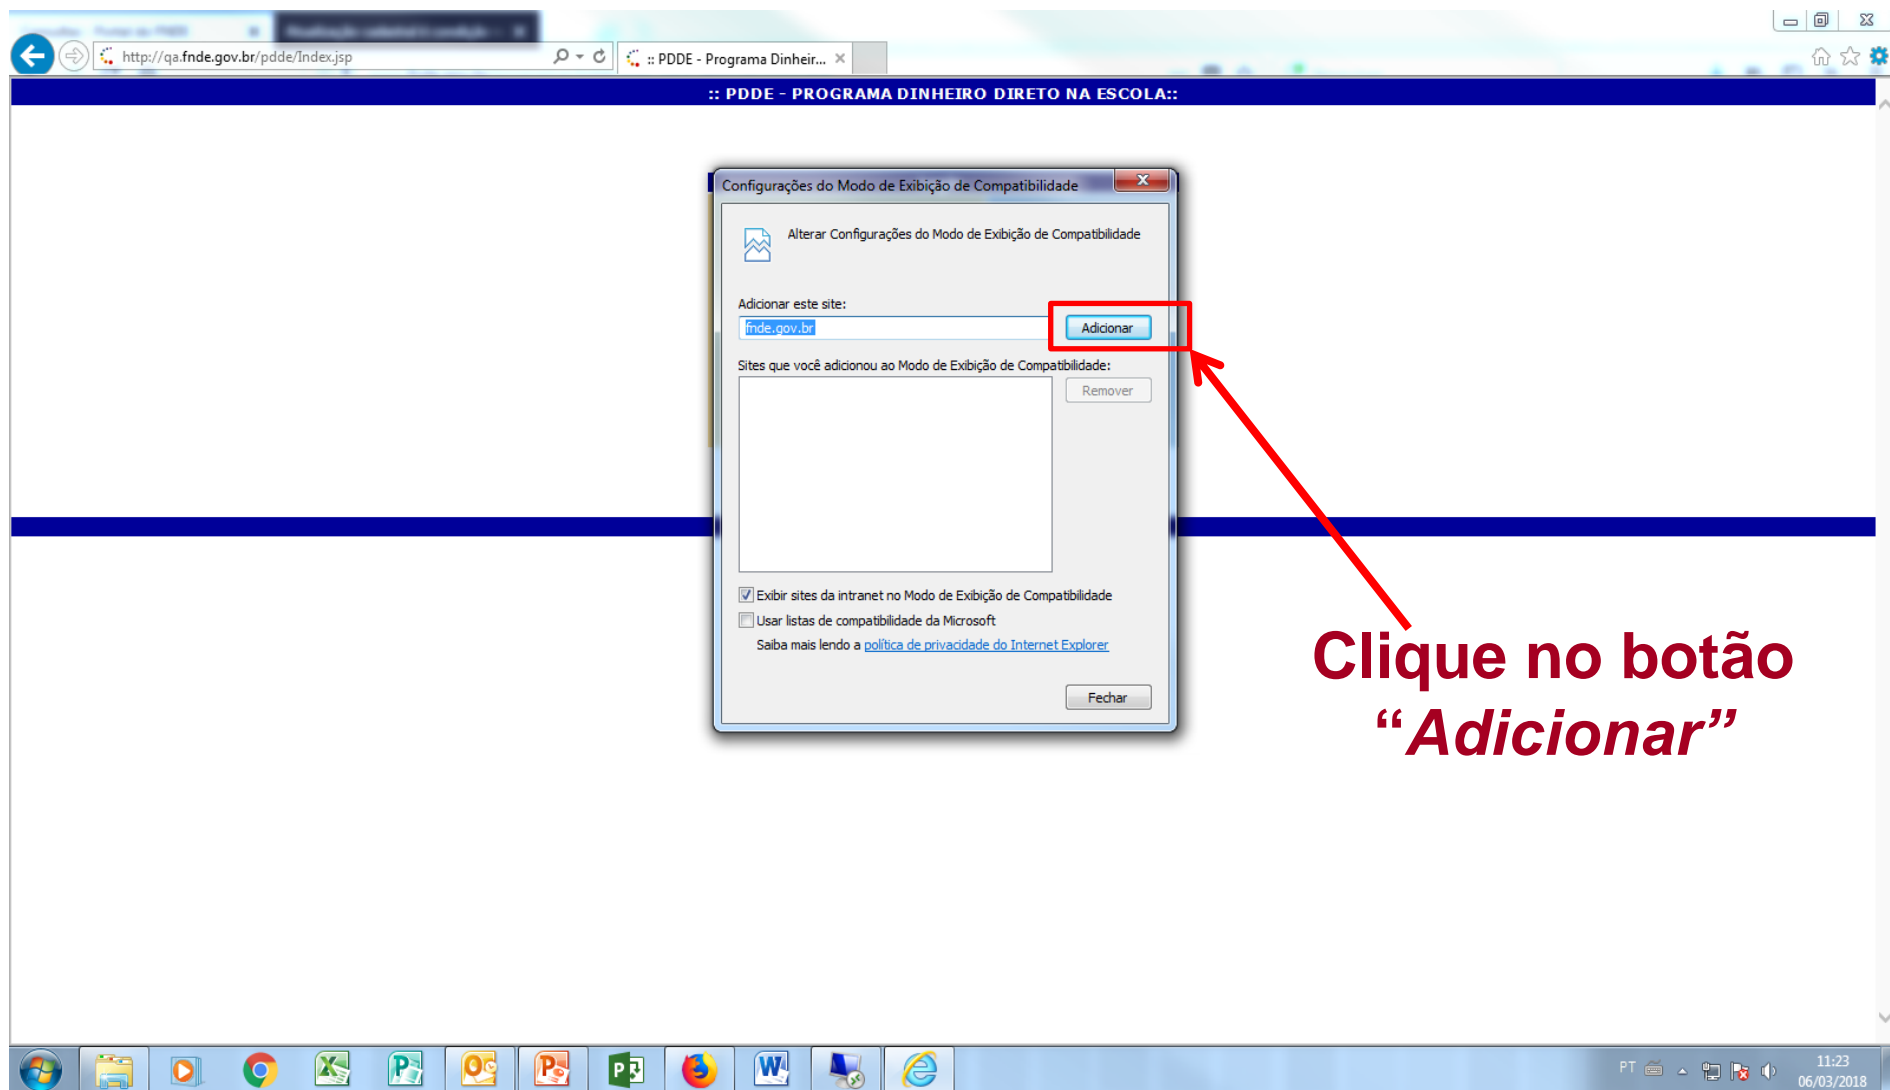 http://qa.fnde.gov.br/pdde/Index.jsp
:: PDDE - Programa Dinheir...
:: PDDE - PROGRAMA DINHEIRO DIRETO NA ESCOLA::
Configurações do Modo de Exibição de Compatibilidade
Alterar Configurações do Modo de Exibição de Compatibilidade
Adicionar este site:
fnde.gov.br
Adicionar
Sites que você adicionou ao Modo de Exibição de Compatibilidade:
Remover
Exibir sites da intranet no Modo de Exibição de Compatibilidade
Usar listas de compatibilidade da Microsoft
Saiba mais lendo a política de privacidade do Internet Explorer
Fechar
Clique no botão
“Adicionar”
PT
11:23
06/03/2018